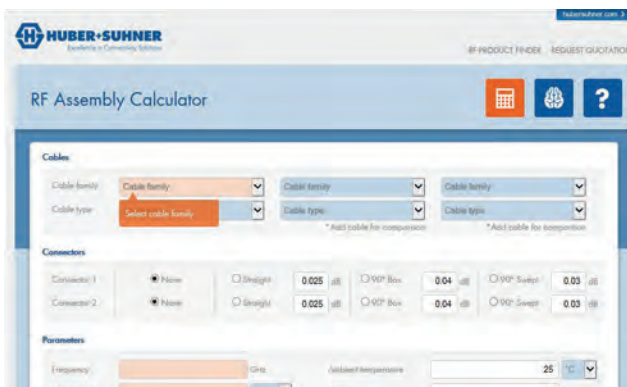 hubersuhner.com >
HUBER+SUHNER
Excellence in Connectivity Solutions
RF PRODUCT FINDER REQUEST QUOTATION
RF Assembly Calculator
?
Cables
Cable family Cable family Cable family Cable family
Cable type Select cable family Cable type Cable type
* Add cable for comparison * Add cable for comparison
Connectors
Connector 1 None Straight 0.025 dB 90° Box 0.04 dB 90° Swept 0.03 dB
Connector 2 None Straight 0.025 dB 90° Box 0.04 dB 90° Swept 0.03 dB
Parameters
Frequency GHz Ambient temperature 25 °C